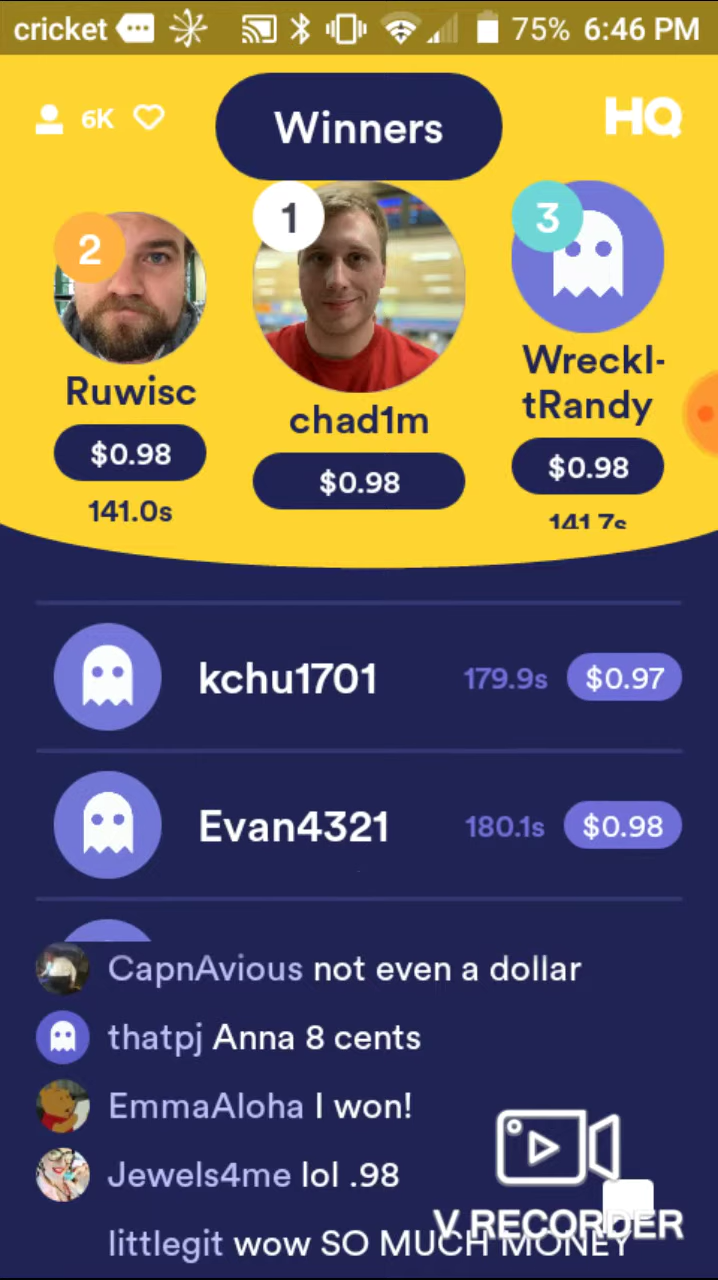 cricket 75% 6:46 PM
6K Winners HQ
2 1 3
Ruwisc
chad1m
WreckI-
tRandy
$0.98
$0.98
$0.98
141.0s
141.7s
kchu1701 179.9s $0.97
Evan4321 180.1s $0.98
CapnAvious not even a dollar
thatpj Anna 8 cents
EmmaAloha I won!
Jewels4me lol .98
littlegit wow SO MUCH MONEY
V RECORDER